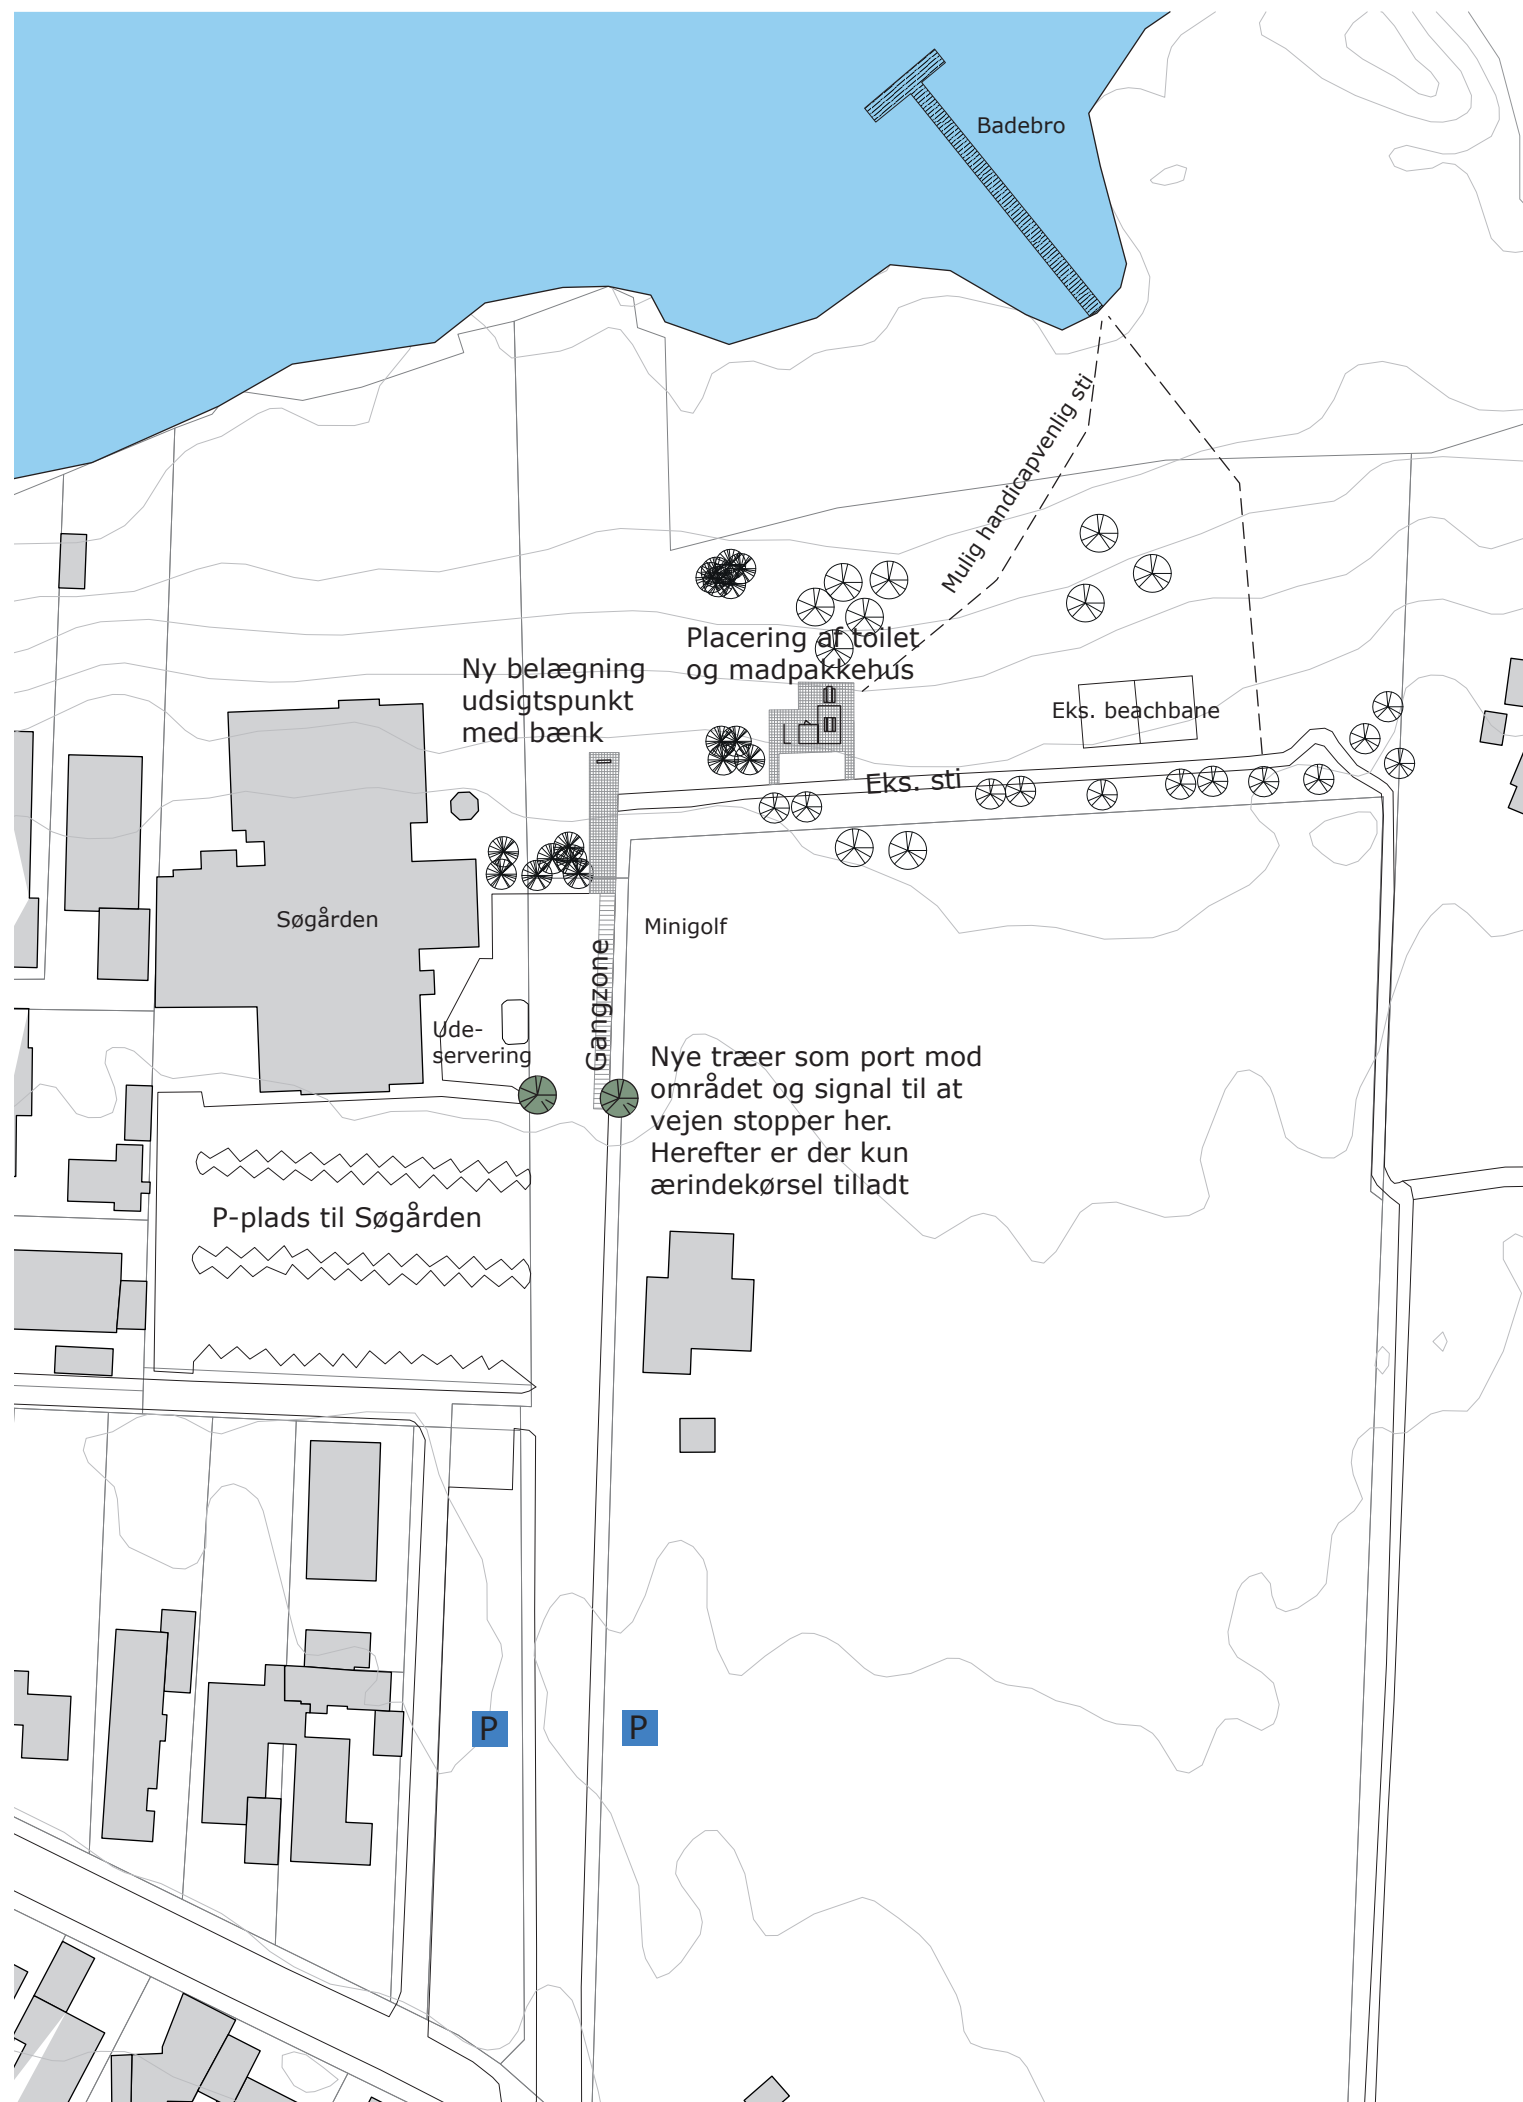 Badebro
Mulig handicapvenlig sti
Placering af toilet
og madpakkehus
Ny belægning
udsigtspunkt
med bænk
Eks. beachbane
Eks. sti
Søgården
Minigolf
Gangzone
Ude-
servering
Nye træer som port mod
området og signal til at
vejen stopper her.
Herefter er der kun
ærindekørsel tilladt
P-plads til Søgården
P
P